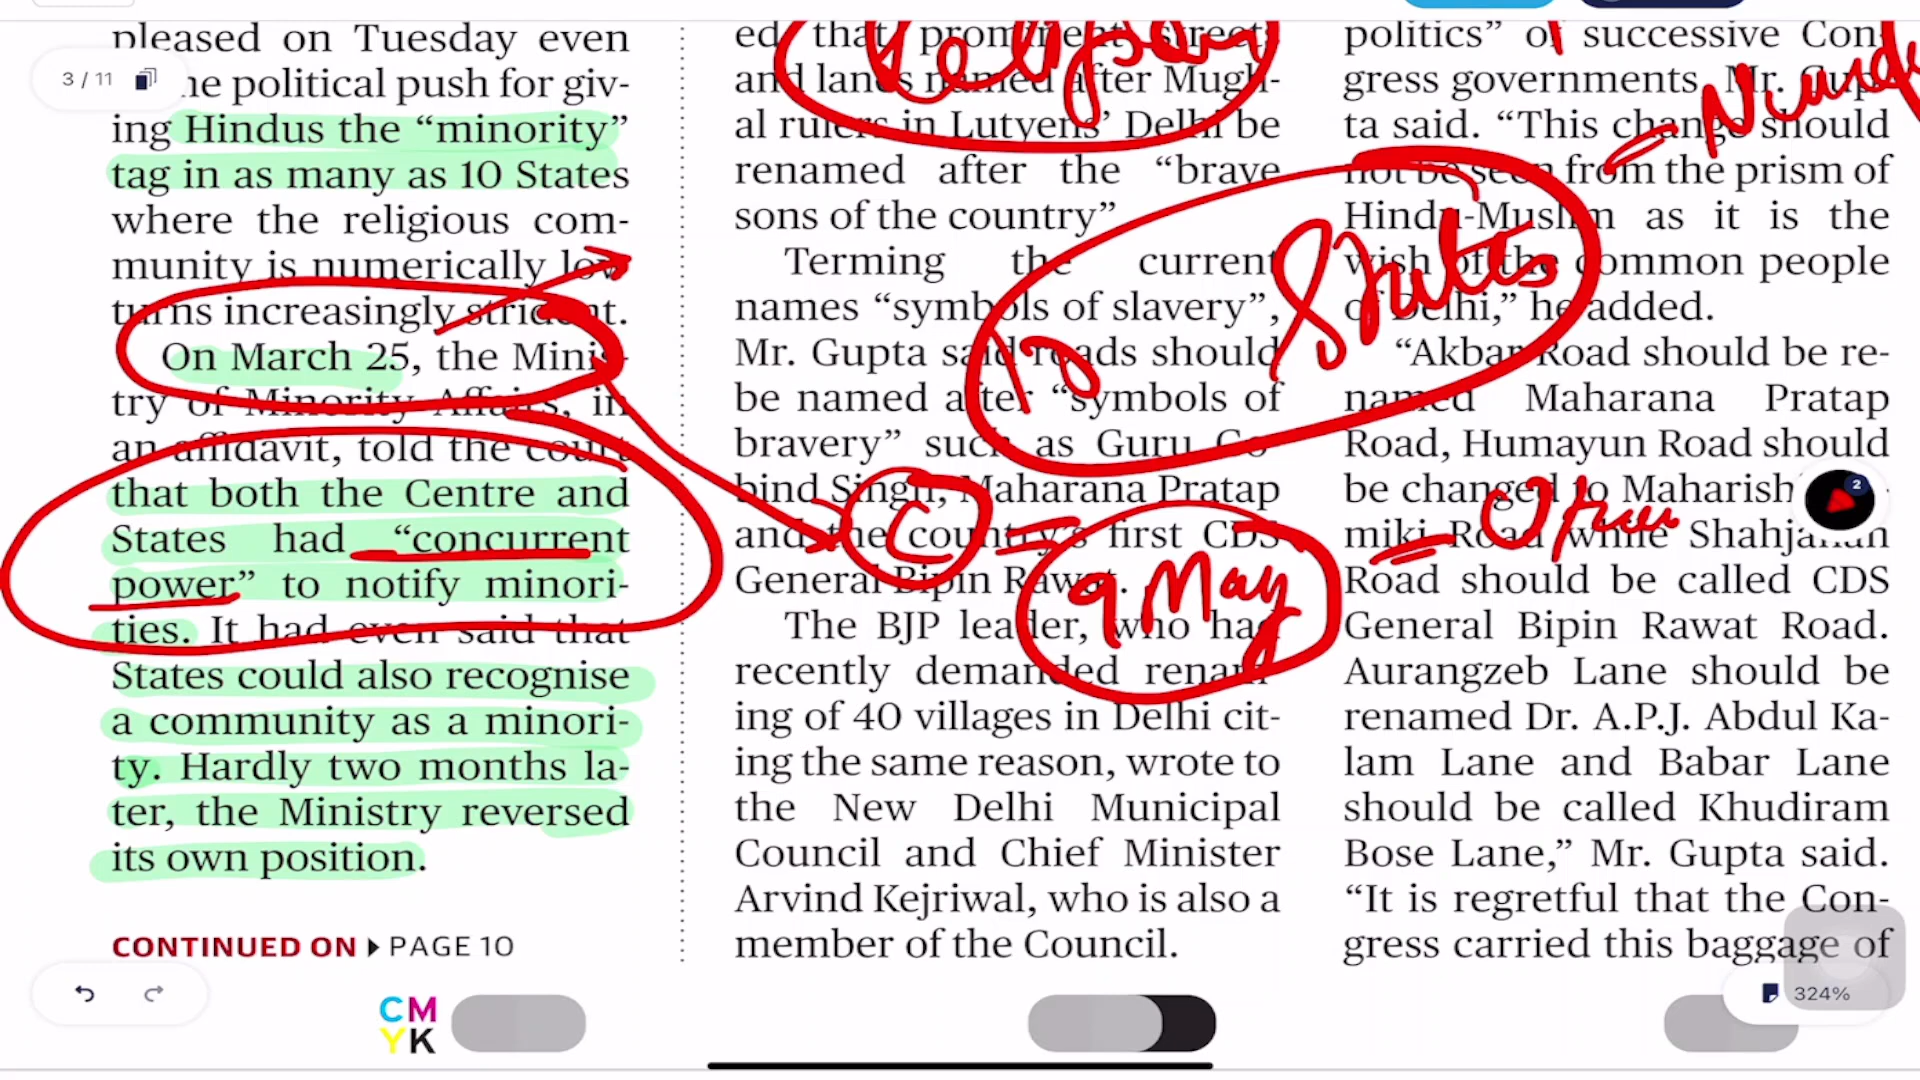 3 / 11
pleased on Tuesday even
he political push for giv-
ing Hindus the “minority”
tag in as many as 10 States
where the religious com-
munity is numerically low
turns increasingly strident.
On March 25, the Minis-
try of Minority Affairs, in
an affidavit, told the court
that both the Centre and
States had “concurrent
power” to notify minori-
ties. It had even said that
States could also recognise
a community as a minori-
ty. Hardly two months la-
ter, the Ministry reversed
its own position.
CONTINUED ON PAGE 10
ed that prominent streets
and lanes named after Mugh-
al rulers in Lutyens’ Delhi be
renamed after the “brave
sons of the country”
Terming the current
names “symbols of slavery”,
Mr. Gupta said roads should
be named after “symbols of
bravery” such as Guru Go-
bind Singh, Maharana Pratap
and the country’s first CDS
General Bipin Rawat.
The BJP leader, who had
recently demanded renam-
ing of 40 villages in Delhi cit-
ing the same reason, wrote to
the New Delhi Municipal
Council and Chief Minister
Arvind Kejriwal, who is also a
member of the Council.
politics” of successive Con-
gress governments, Mr. Gup-
ta said. “This change should
not be seen from the prism of
Hindu-Muslim as it is the
wish of the common people
of Delhi,” he added.
“Akbar Road should be re-
named Maharana Pratap
Road, Humayun Road should
be changed to Maharishi
miki Road while Shahjahan
Road should be called CDS
General Bipin Rawat Road.
Aurangzeb Lane should be
renamed Dr. A.P.J. Abdul Ka-
lam Lane and Babar Lane
should be called Khudiram
Bose Lane,” Mr. Gupta said.
“It is regretful that the Con-
gress carried this baggage of
Religion
10 States
C = 9 May
2
CM
YK
324%